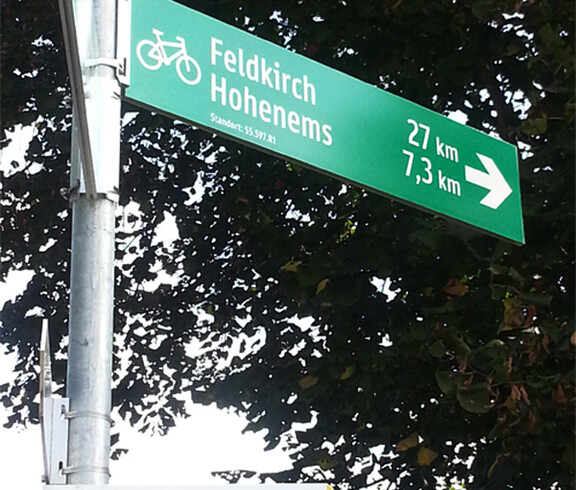 Feldkirch 27 km
Hohenems 7,3 km
Standort: 55.597.R1